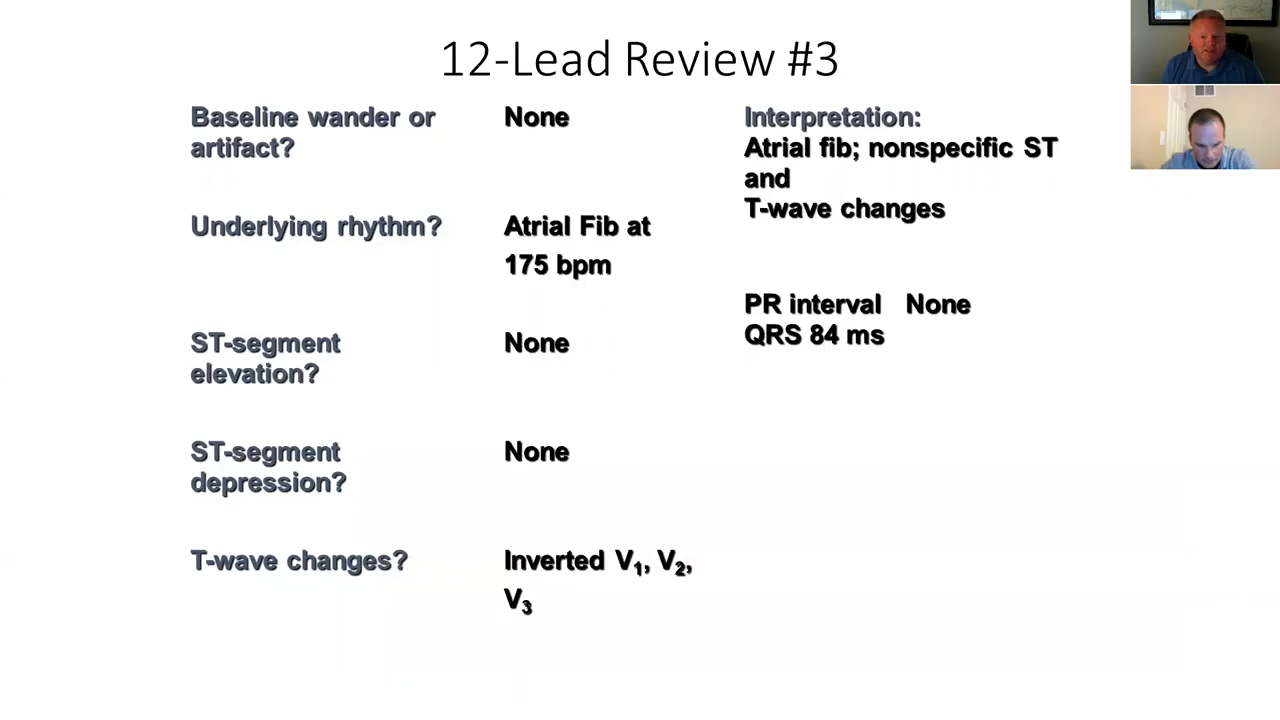 12-Lead Review #3
Baseline wander or
artifact?
None
Underlying rhythm?
Atrial Fib at
175 bpm
ST-segment
elevation?
None
ST-segment
depression?
None
T-wave changes?
Inverted V₁, V₂,
V₃
Interpretation:
Atrial fib; nonspecific ST
and
T-wave changes
PR interval None
QRS 84 ms